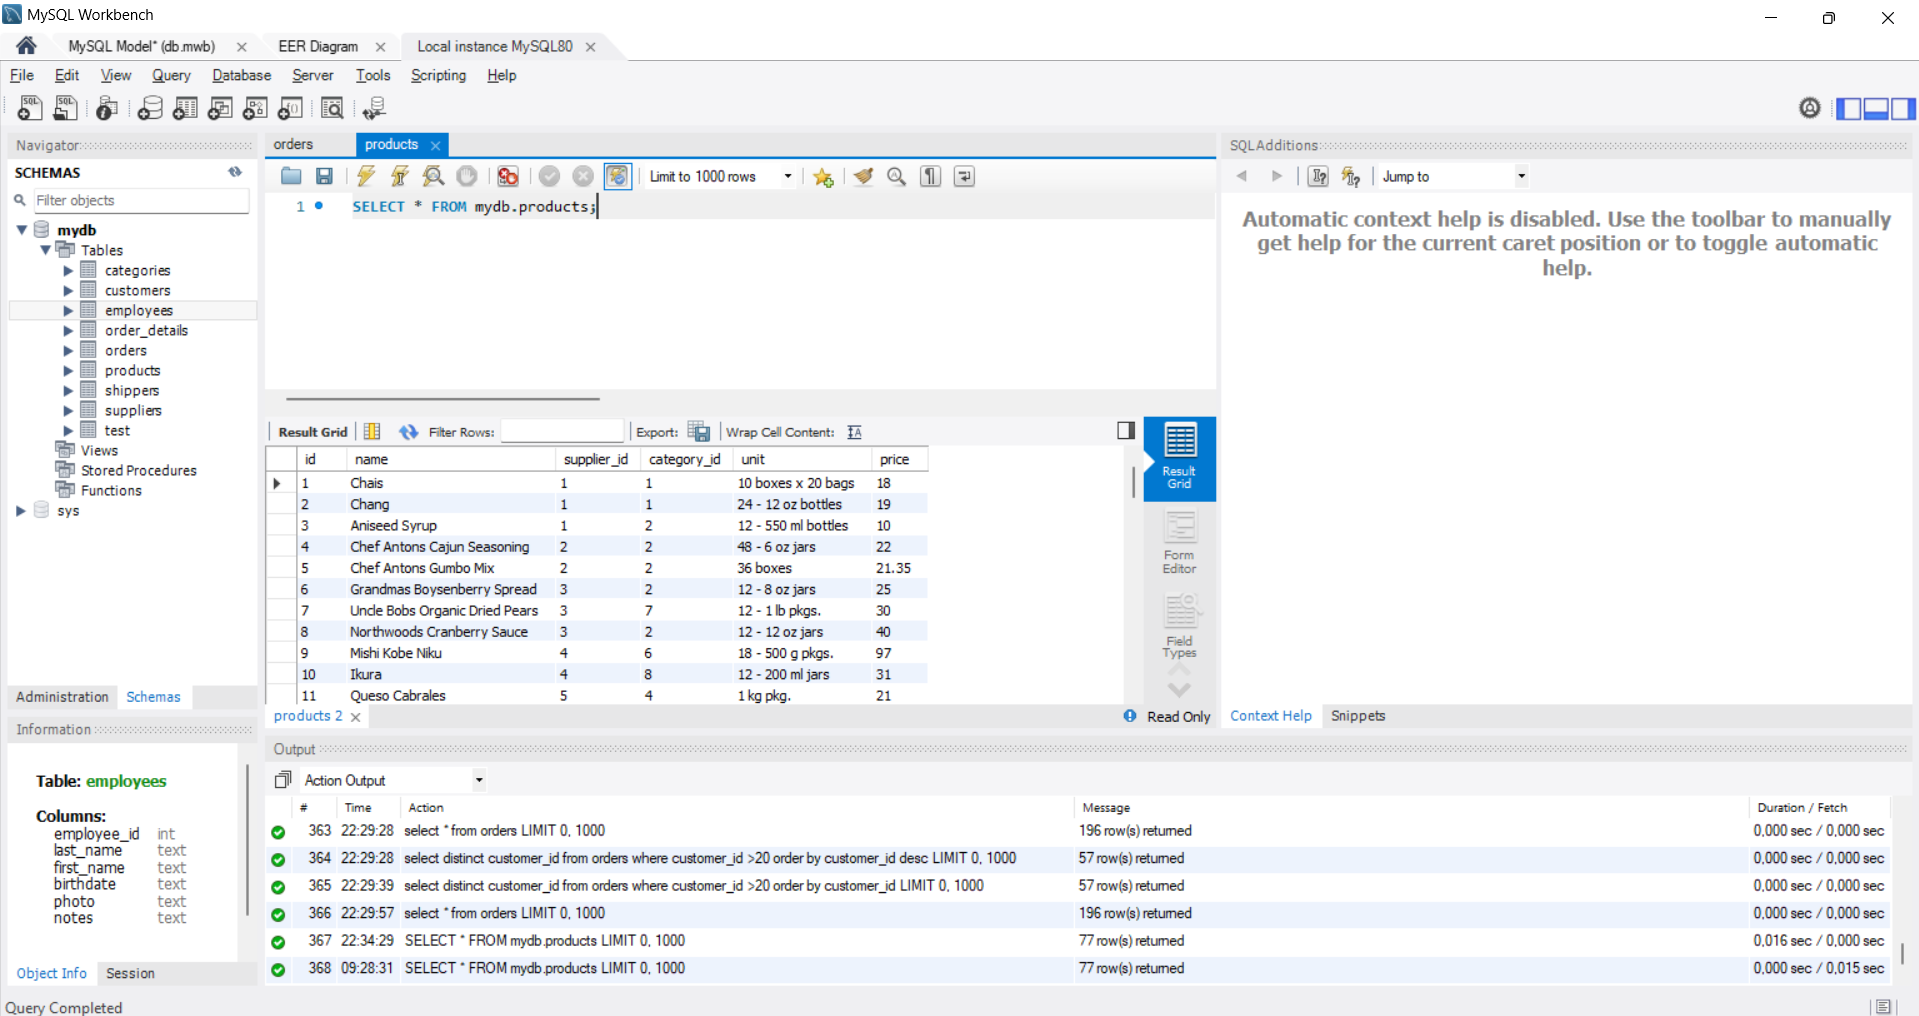 MySQL Workbench
MySQL Model* (db.mwb)
EER Diagram
Local instance MySQL80
File Edit View Query Database Server Tools Scripting Help
Navigator
SCHEMAS
Filter objects
mydb
Tables
categories
customers
employees
order_details
orders
products
shippers
suppliers
test
Views
Stored Procedures
Functions
sys
Administration Schemas
Information
Table: employees
Columns:
employee_id int
last_name text
first_name text
birthdate text
photo text
notes text
Object Info Session
orders products
Limit to 1000 rows
1 SELECT * FROM mydb.products;
Result Grid Filter Rows: Export: Wrap Cell Content:
id name supplier_id category_id unit price
1 Chais 1 1 10 boxes x 20 bags 18
2 Chang 1 1 24 - 12 oz bottles 19
3 Aniseed Syrup 1 2 12 - 550 ml bottles 10
4 Chef Antons Cajun Seasoning 2 2 48 - 6 oz jars 22
5 Chef Antons Gumbo Mix 2 2 36 boxes 21.35
6 Grandmas Boysenberry Spread 3 2 12 - 8 oz jars 25
7 Uncle Bobs Organic Dried Pears 3 7 12 - 1 lb pkgs. 30
8 Northwoods Cranberry Sauce 3 2 12 - 12 oz jars 40
9 Mishi Kobe Niku 4 6 18 - 500 g pkgs. 97
10 Ikura 4 8 12 - 200 ml jars 31
11 Queso Cabrales 5 4 1 kg pkg. 21
Result
Grid
Form
Editor
Field
Types
products 2
Read Only
SQLAdditions
Jump to
Automatic context help is disabled. Use the toolbar to manually
get help for the current caret position or to toggle automatic
help.
Context Help Snippets
Output
Action Output
# Time Action Message Duration / Fetch
363 22:29:28 select * from orders LIMIT 0, 1000 196 row(s) returned 0,000 sec / 0,000 sec
364 22:29:28 select distinct customer_id from orders where customer_id >20 order by customer_id desc LIMIT 0, 1000 57 row(s) returned 0,000 sec / 0,000 sec
365 22:29:39 select distinct customer_id from orders where customer_id >20 order by customer_id LIMIT 0, 1000 57 row(s) returned 0,000 sec / 0,000 sec
366 22:29:57 select * from orders LIMIT 0, 1000 196 row(s) returned 0,000 sec / 0,000 sec
367 22:34:29 SELECT * FROM mydb.products LIMIT 0, 1000 77 row(s) returned 0,016 sec / 0,000 sec
368 09:28:31 SELECT * FROM mydb.products LIMIT 0, 1000 77 row(s) returned 0,000 sec / 0,015 sec
Query Completed